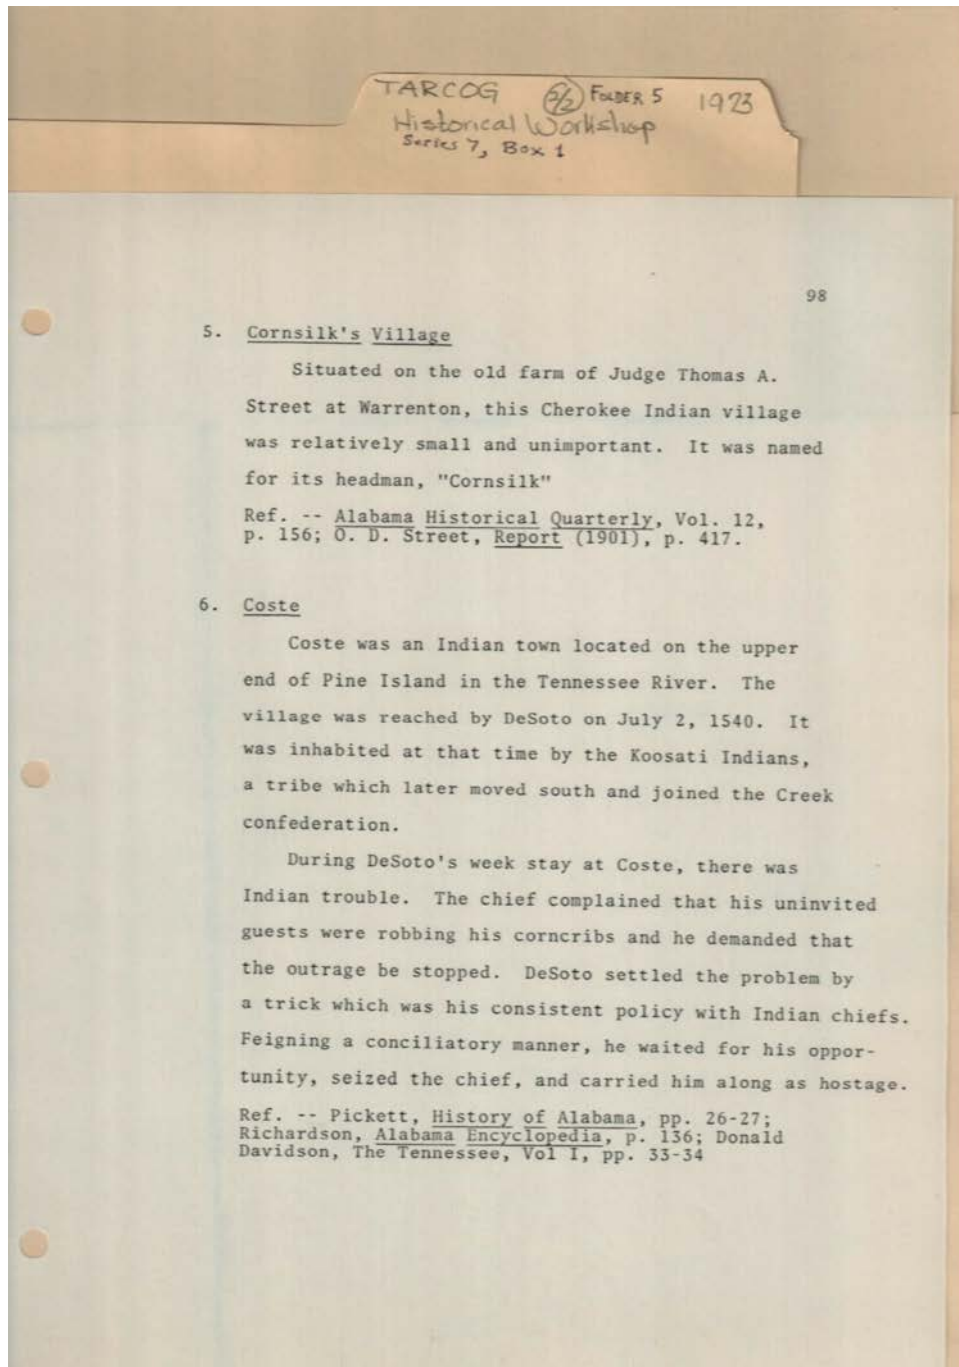 TARCOG 2/2 FOLDER 5 1973
Historical Workshop
Series 7, Box 1
98
5. Cornsilk's Village
Situated on the old farm of Judge Thomas A.
Street at Warrenton, this Cherokee Indian village
was relatively small and unimportant. It was named
for its headman, "Cornsilk"
Ref. -- Alabama Historical Quarterly, Vol. 12,
p. 156; O. D. Street, Report (1901), p. 417.
6. Coste
Coste was an Indian town located on the upper
end of Pine Island in the Tennessee River. The
village was reached by DeSoto on July 2, 1540. It
was inhabited at that time by the Koosati Indians,
a tribe which later moved south and joined the Creek
confederation.
During DeSoto's week stay at Coste, there was
Indian trouble. The chief complained that his uninvited
guests were robbing his corncribs and he demanded that
the outrage be stopped. DeSoto settled the problem by
a trick which was his consistent policy with Indian chiefs.
Feigning a conciliatory manner, he waited for his oppor-
tunity, seized the chief, and carried him along as hostage.
Ref. -- Pickett, History of Alabama, pp. 26-27;
Richardson, Alabama Encyclopedia, p. 136; Donald
Davidson, The Tennessee, Vol I, pp. 33-34